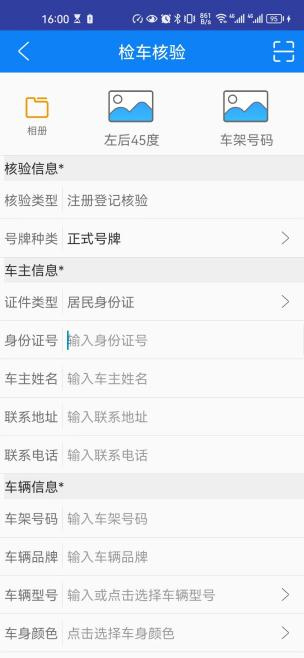 16:00
861 B/s 4G 4G 95
检车核验
相册 左后45度 车架号码
核验信息*
核验类型 注册登记核验
号牌种类 正式号牌
车主信息*
证件类型 居民身份证
身份证号 输入身份证号
车主姓名 输入车主姓名
联系地址 输入联系地址
联系电话 输入联系电话
车辆信息*
车架号码 输入车架号码
车辆品牌 输入车辆品牌
车辆型号 输入或点击选择车辆型号
车身颜色 点击选择车身颜色